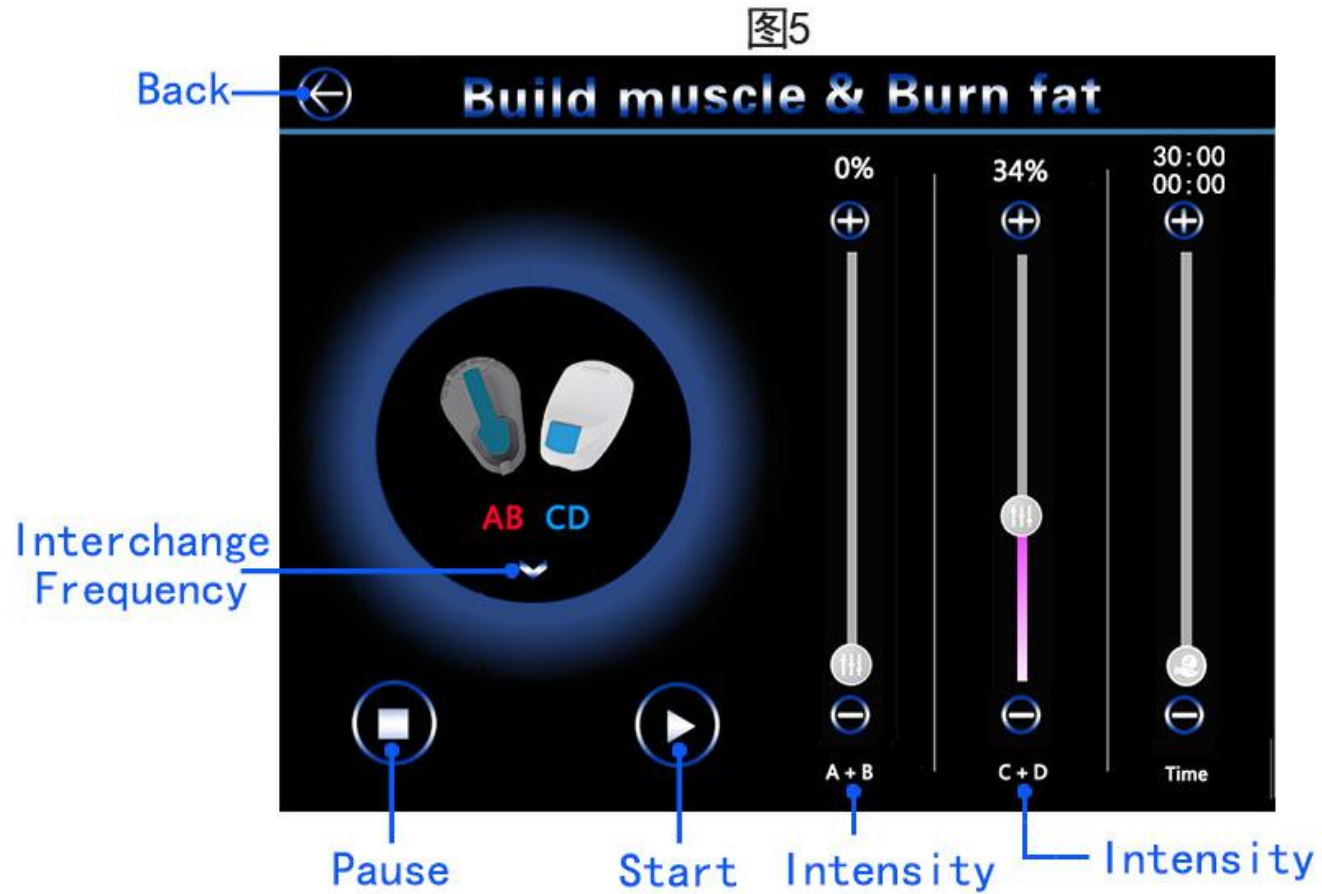 图5
Back
Build muscle & Burn fat
0%
34%
30:00
00:00
AB CD
Interchange
Frequency
A+B
C+D
Time
Pause
Start
Intensity
Intensity